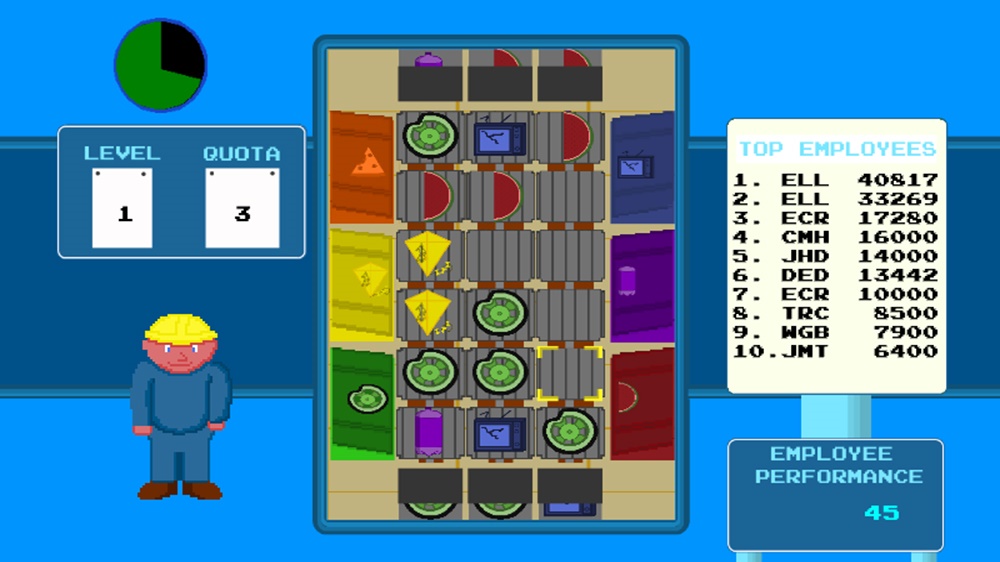 LEVEL QUOTA
1 3
TOP EMPLOYEES
1. ELL 40817
2. ELL 33269
3. ECR 17280
4. CMH 16000
5. JHD 14000
6. DED 13442
7. ECR 10000
8. TRC 8500
9. WGB 7900
10. JMT 6400
EMPLOYEE
PERFORMANCE
45